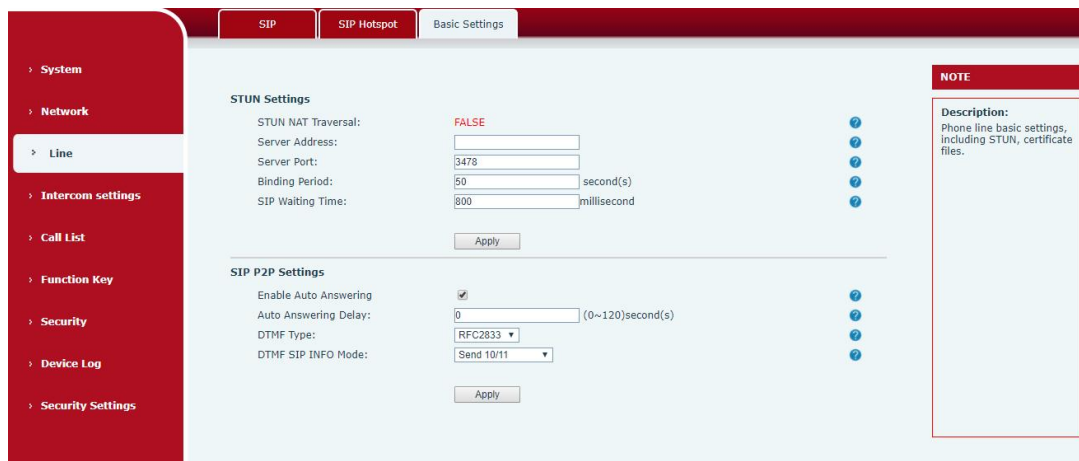 SIP SIP Hotspot Basic Settings
› System
› Network
› Line
› Intercom settings
› Call List
› Function Key
› Security
› Device Log
› Security Settings
STUN Settings
STUN NAT Traversal: FALSE ?
Server Address: ?
Server Port: 3478 ?
Binding Period: 50 second(s) ?
SIP Waiting Time: 800 millisecond ?
Apply
SIP P2P Settings
Enable Auto Answering ?
Auto Answering Delay: 0 (0~120)second(s) ?
DTMF Type: RFC2833 ?
DTMF SIP INFO Mode: Send 10/11 ?
Apply
NOTE
Description:
Phone line basic settings,
including STUN, certificate
files.